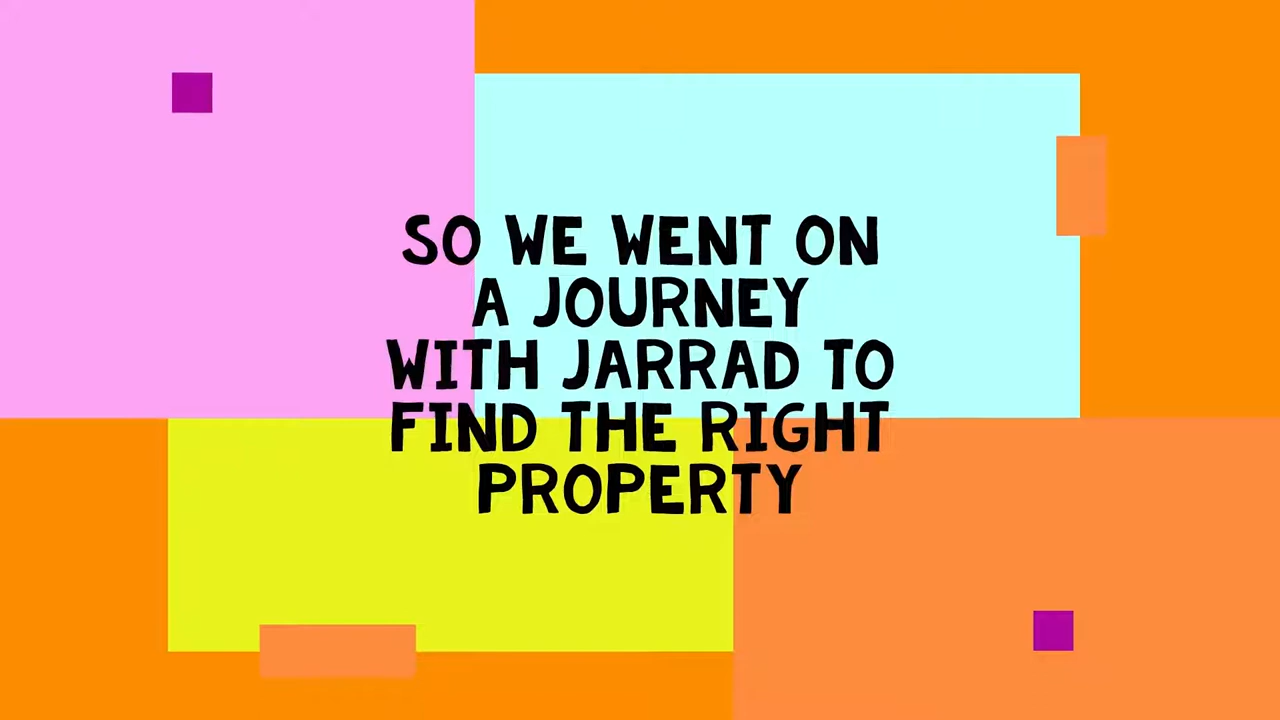 SO WE WENT ON
A JOURNEY
WITH JARRAD TO
FIND THE RIGHT
PROPERTY